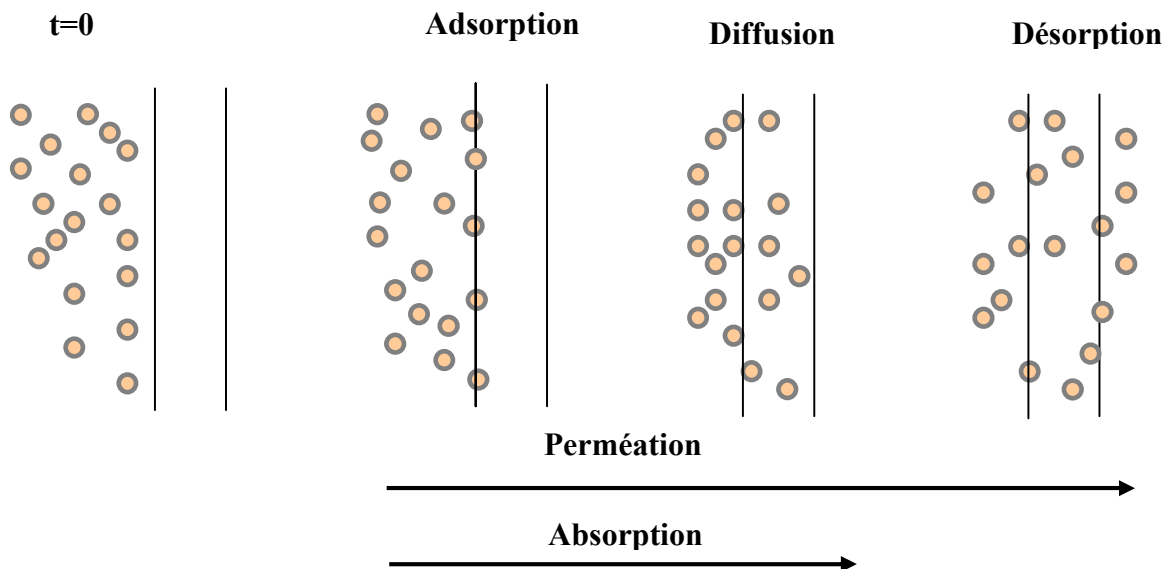 t=0
Adsorption
Diffusion
Désorption
Perméation
Absorption